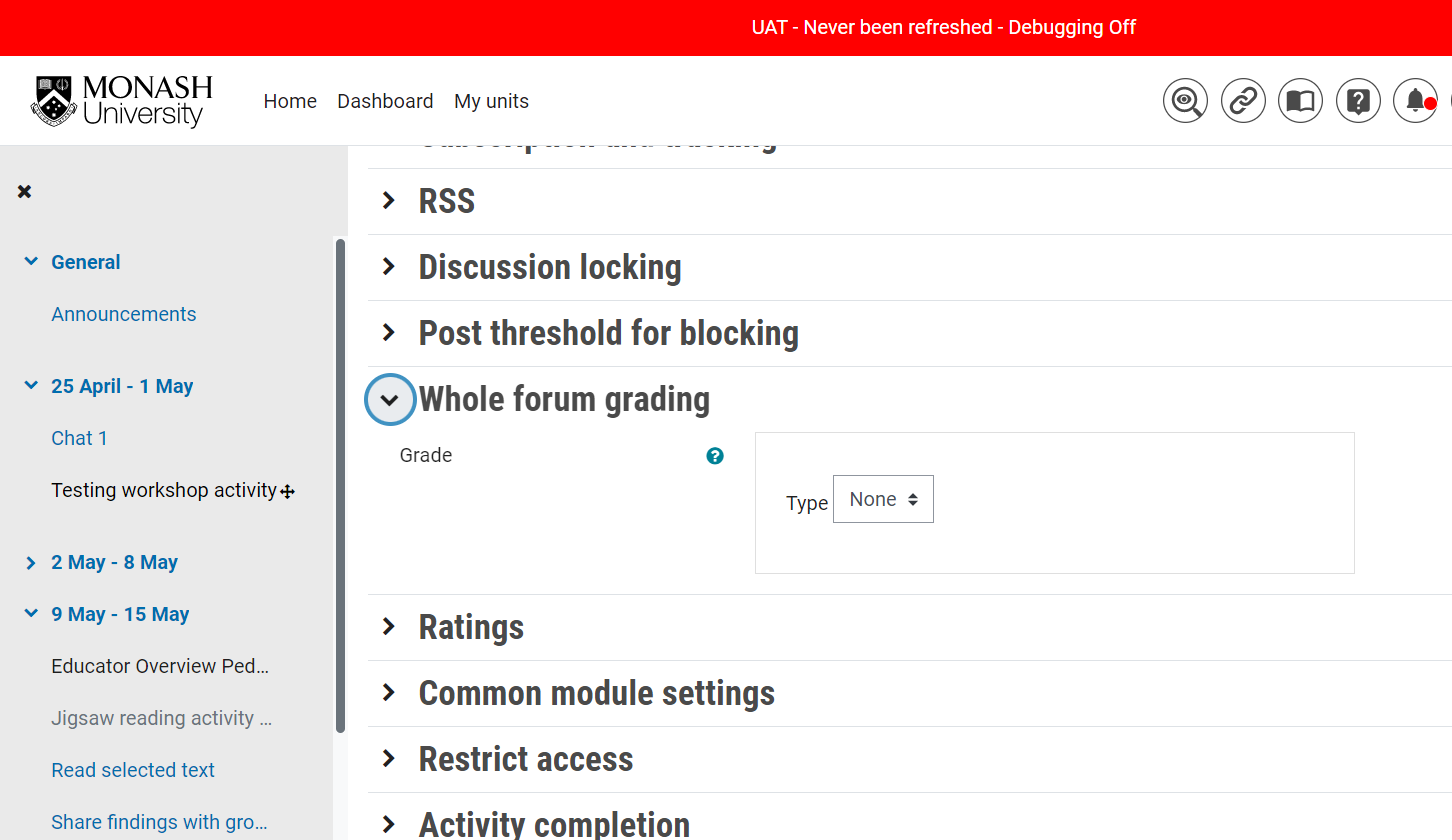 UAT - Never been refreshed - Debugging Off
MONASH
University
Home
Dashboard
My units
General
Announcements
25 April - 1 May
Chat 1
Testing workshop activity
2 May - 8 May
9 May - 15 May
Educator Overview Ped...
Jigsaw reading activity ...
Read selected text
Share findings with gro...
Subscription and tracking
RSS
Discussion locking
Post threshold for blocking
Whole forum grading
Grade
Type
None
Ratings
Common module settings
Restrict access
Activity completion